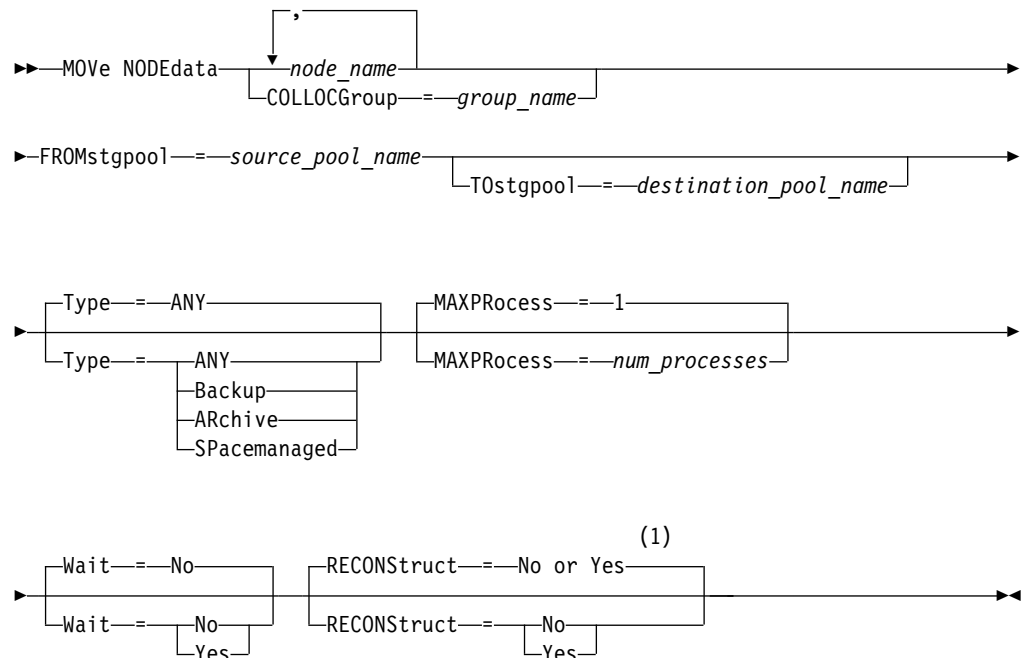 ,
MOVe NODEdata node_name
COLLOCGroup = group_name
FROMstgpool = source_pool_name
TOstgpool = destination_pool_name
Type = ANY MAXPRocess = 1
Type = ANY MAXPRocess = num_processes
Backup
ARchive
SPacemanaged
(1)
Wait = No RECONStruct = No or Yes
Wait = No RECONStruct = No
Yes Yes